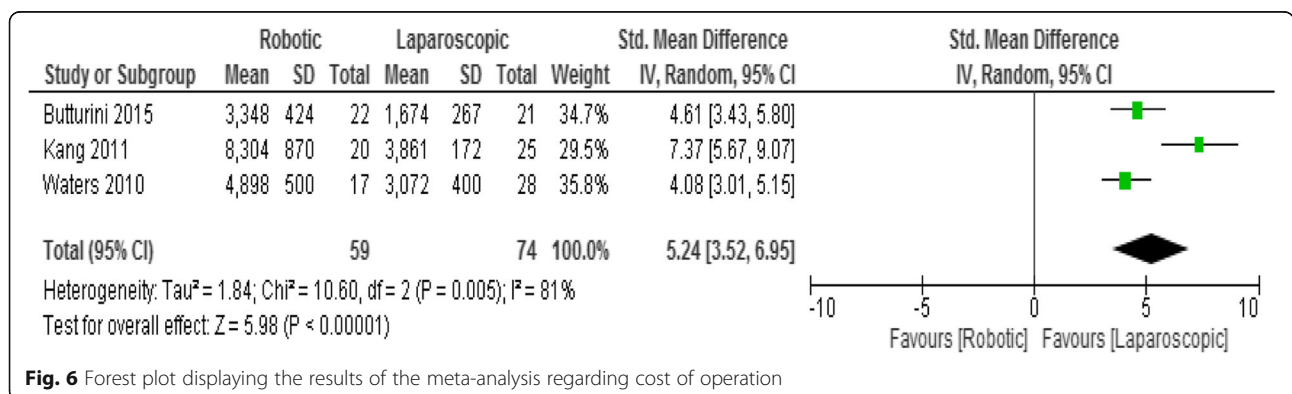 Robotic Laparoscopic Std. Mean Difference Std. Mean Difference
Study or Subgroup Mean SD Total Mean SD Total Weight IV, Random, 95% CI IV, Random, 95% CI
Butturini 2015 3,348 424 22 1,674 267 21 34.7% 4.61 [3.43, 5.80]
Kang 2011 8,304 870 20 3,861 172 25 29.5% 7.37 [5.67, 9.07]
Waters 2010 4,898 500 17 3,072 400 28 35.8% 4.08 [3.01, 5.15]
Total (95% CI) 59 74 100.0% 5.24 [3.52, 6.95]
Heterogeneity: Tau² = 1.84; Chi² = 10.60, df = 2 (P = 0.005); I² = 81%
Test for overall effect: Z = 5.98 (P < 0.00001)
-10 -5 0 5 10
Favours [Robotic] Favours [Laparoscopic]
Fig. 6 Forest plot displaying the results of the meta-analysis regarding cost of operation